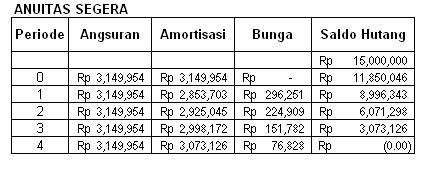 ANUITAS SEGERA
Periode Angsuran Amortisasi Bunga Saldo Hutang
Rp 15,000,000
0 Rp 3,149,954 Rp 3,149,954 Rp - Rp 11,850,046
1 Rp 3,149,954 Rp 2,853,703 Rp 296,251 Rp 8,996,343
2 Rp 3,149,954 Rp 2,925,045 Rp 224,909 Rp 6,071,298
3 Rp 3,149,954 Rp 2,998,172 Rp 151,782 Rp 3,073,126
4 Rp 3,149,954 Rp 3,073,126 Rp 76,828 Rp (0.00)